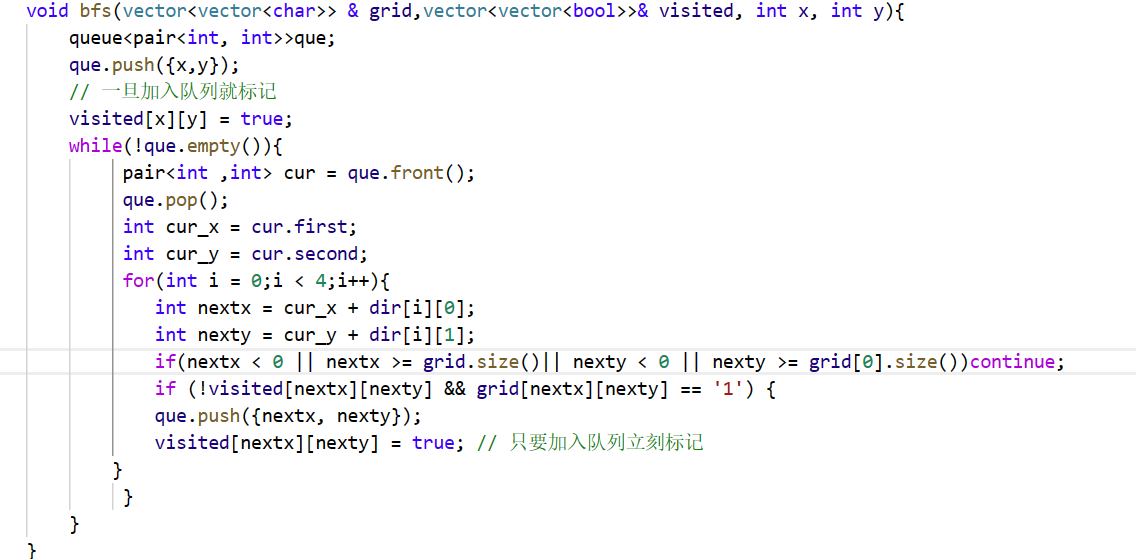 void bfs(vector<vector<char>> & grid,vector<vector<bool>>& visited, int x, int y){
queue<pair<int, int>>que;
que.push({x,y});
// 一旦加入队列就标记
visited[x][y] = true;
while(!que.empty()){
pair<int ,int> cur = que.front();
que.pop();
int cur_x = cur.first;
int cur_y = cur.second;
for(int i = 0;i < 4;i++){
int nextx = cur_x + dir[i][0];
int nexty = cur_y + dir[i][1];
if(nextx < 0 || nextx >= grid.size()|| nexty < 0 || nexty >= grid[0].size())continue;
if (!visited[nextx][nexty] && grid[nextx][nexty] == '1') {
que.push({nextx, nexty});
visited[nextx][nexty] = true; // 只要加入队列立刻标记
}
}
}
}